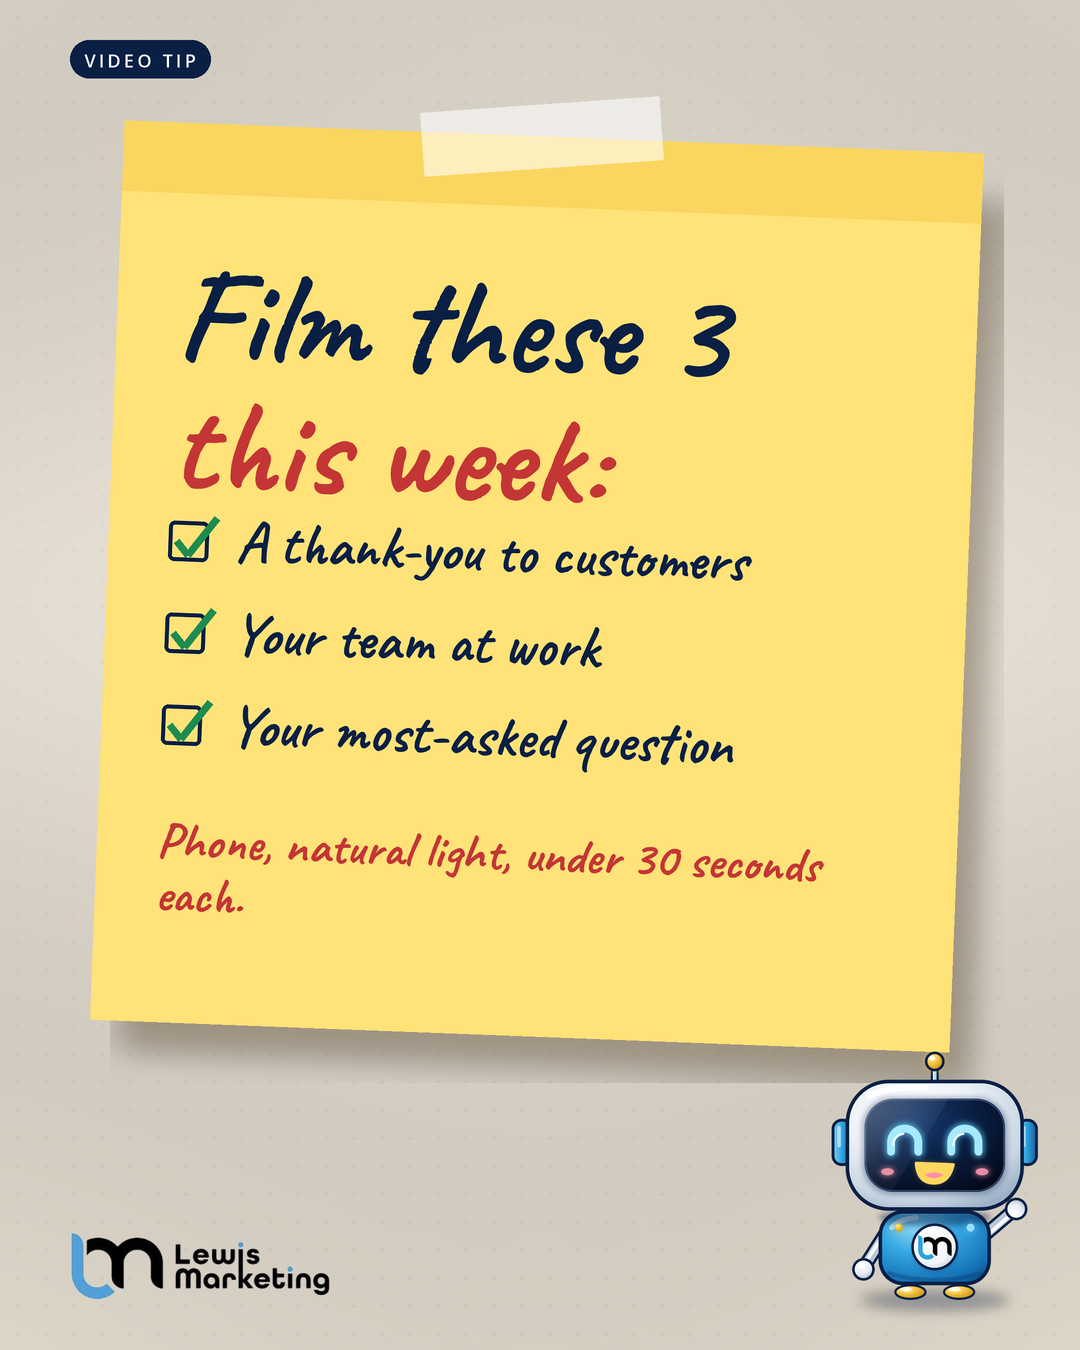 VIDEO TIP
Film these 3
this week:
A thank-you to customers
Your team at work
Your most-asked question
Phone, natural light, under 30 seconds
each.
Lewis
Marketing